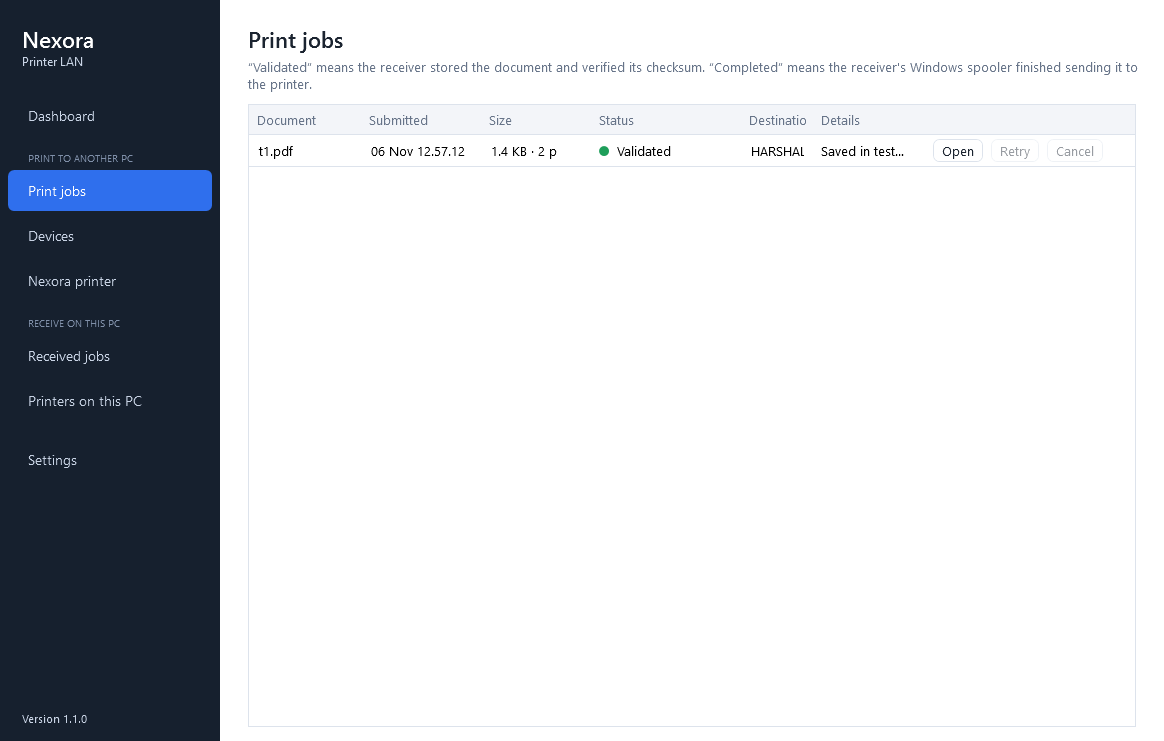 Nexora
Printer LAN
Dashboard
PRINT TO ANOTHER PC
Print jobs
Devices
Nexora printer
RECEIVE ON THIS PC
Received jobs
Printers on this PC
Settings
Version 1.1.0
Print jobs
“Validated” means the receiver stored the document and verified its checksum. “Completed” means the receiver's Windows spooler finished sending it to
the printer.
Document Submitted Size Status Destinatio Details
t1.pdf 06 Nov 12.57.12 1.4 KB · 2 p Validated HARSHAL Saved in test... Open Retry Cancel